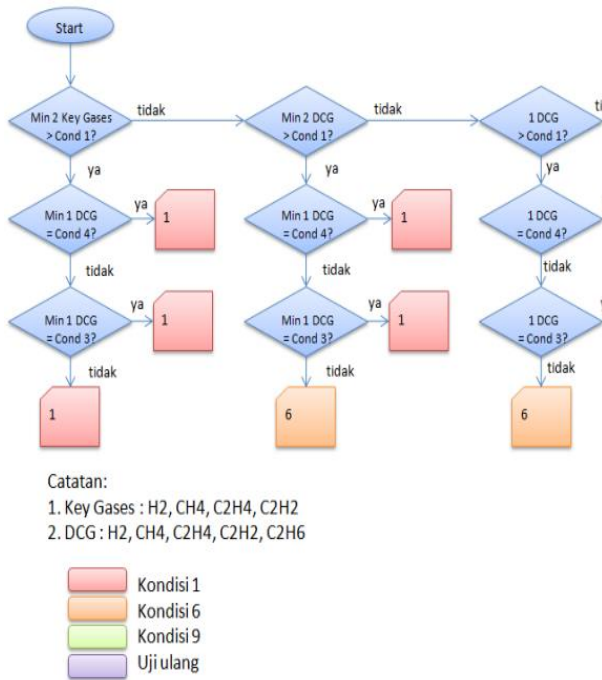 Start
Min 2 Key Gases
> Cond 1?
tidak
Min 2 DCG
> Cond 1?
tidak
1 DCG
> Cond 1?
ya
ya
ya
Min 1 DCG
= Cond 4?
ya
1
Min 1 DCG
= Cond 4?
ya
1
1 DCG
= Cond 4?
tidak
tidak
tidak
Min 1 DCG
= Cond 3?
ya
1
Min 1 DCG
= Cond 3?
ya
1
1 DCG
= Cond 3?
tidak
tidak
tidak
1
6
6
Catatan:
1. Key Gases : H2, CH4, C2H4, C2H2
2. DCG : H2, CH4, C2H4, C2H2, C2H6
Kondisi 1
Kondisi 6
Kondisi 9
Uji ulang